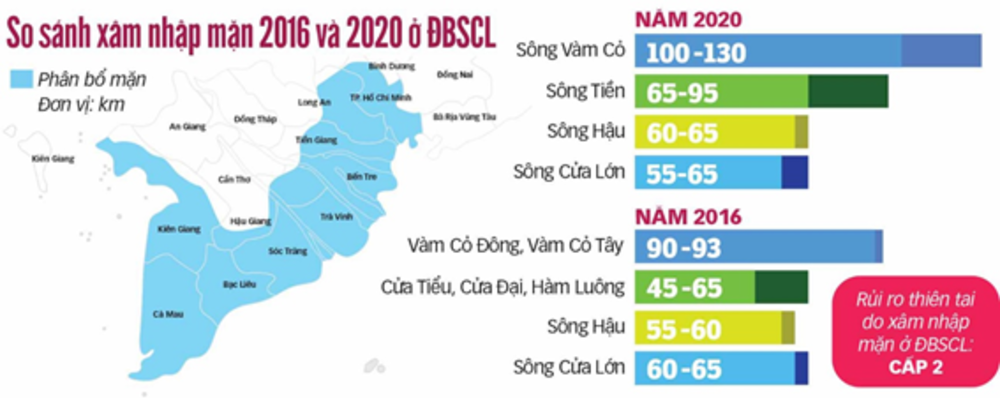 So sánh xâm nhập mặn 2016 và 2020 ở ĐBSCL
Phân bổ mặn
Đơn vị: km
Bình Dương
Đồng Nai
TP. Hồ Chí Minh
Long An
Bà Rịa Vũng Tàu
Đồng Tháp
An Giang
Tiền Giang
Kiên Giang
Cần Thơ
Bến Tre
Hậu Giang
Trà Vinh
Kiên Giang
Sóc Trăng
Bạc Liêu
Cà Mau
NĂM 2020
Sông Vàm Cỏ 100-130
Sông Tiền 65-95
Sông Hậu 60-65
Sông Cửa Lớn 55-65
NĂM 2016
Vàm Cỏ Đông, Vàm Cỏ Tây 90-93
Cửa Tiểu, Cửa Đại, Hàm Luông 45-65
Sông Hậu 55-60
Sông Cửa Lớn 60-65
Rủi ro thiên tai
do xâm nhập
mặn ở ĐBSCL:
CẤP 2